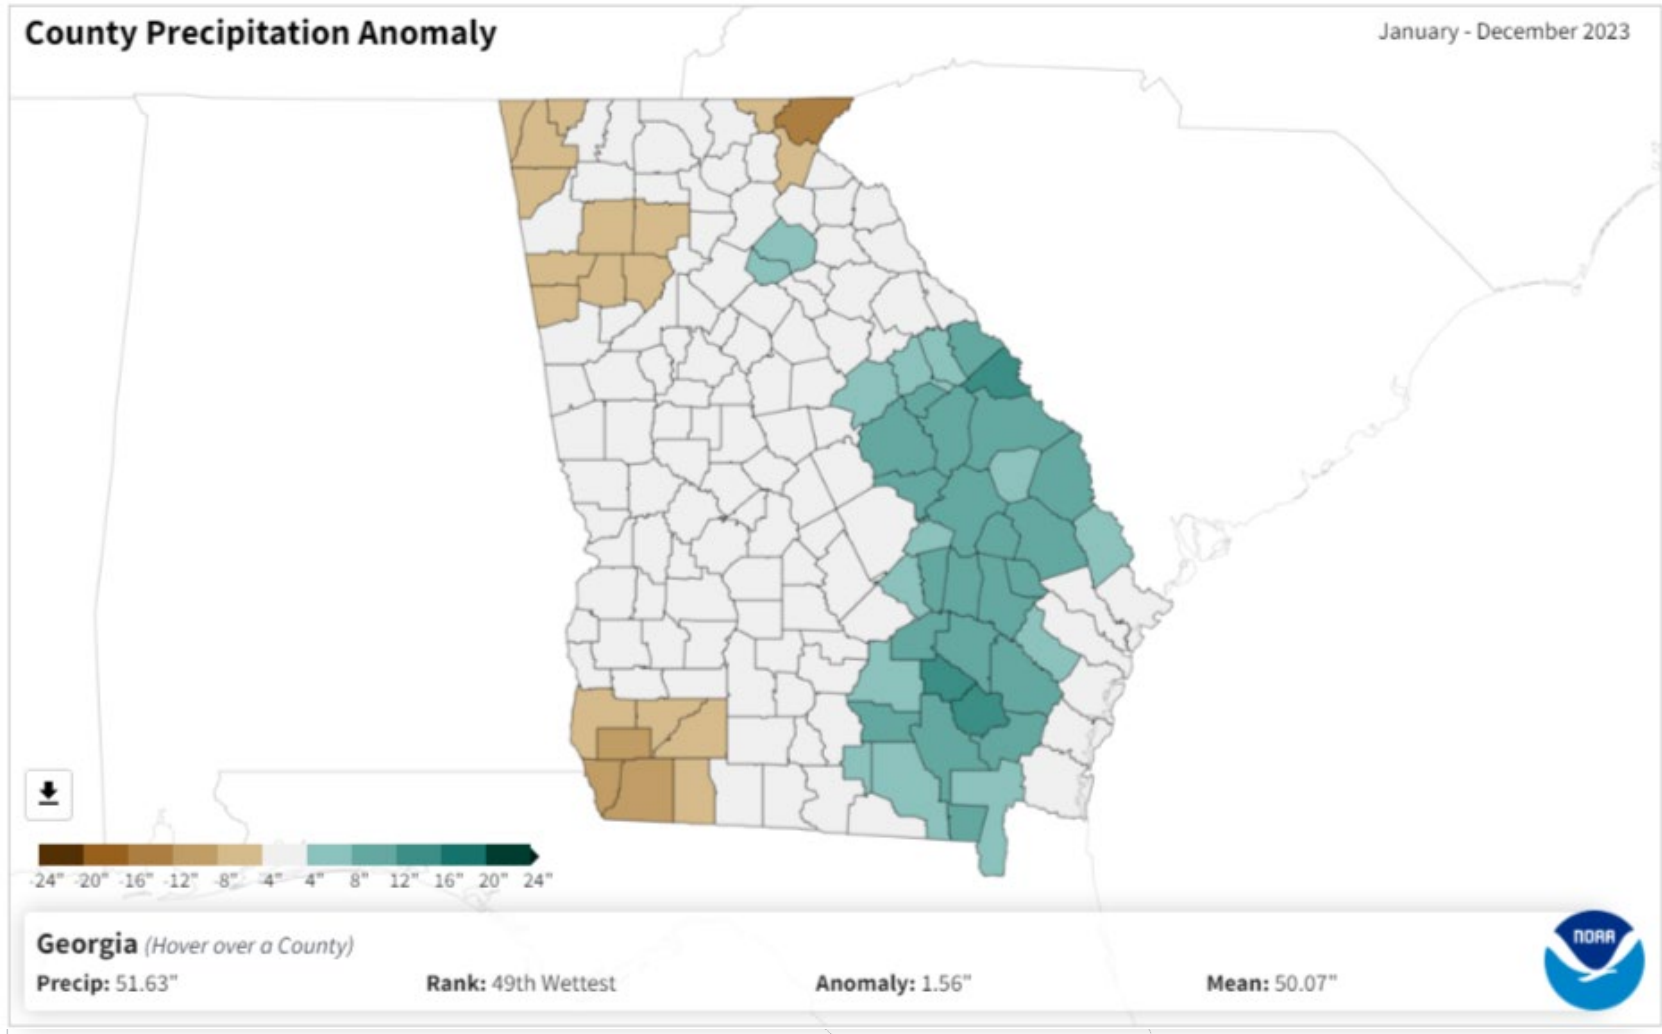 County Precipitation Anomaly
January - December 2023
-24" -20" -16" -12" -8" -4" 4" 8" 12" 16" 20" 24"
Georgia (Hover over a County)
Precip: 51.63" Rank: 49th Wettest Anomaly: 1.56" Mean: 50.07"
NOAA